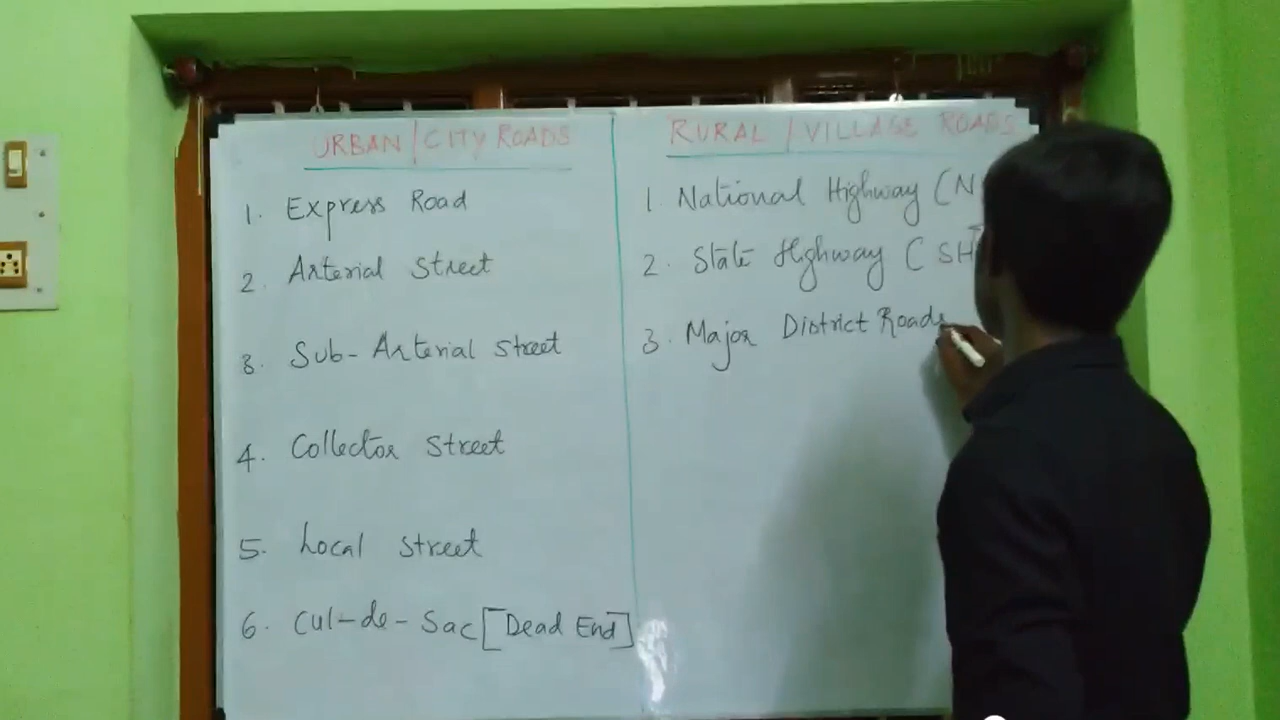 URBAN/CITY ROADS
1. Express Road
2. Arterial Street
3. Sub-Arterial Street
4. Collector Street
5. Local Street
6. Cul-de-Sac [Dead End]
RURAL/VILLAGE ROADS
1. National Highway (N
2. State Highway (SH
3. Major District Roads